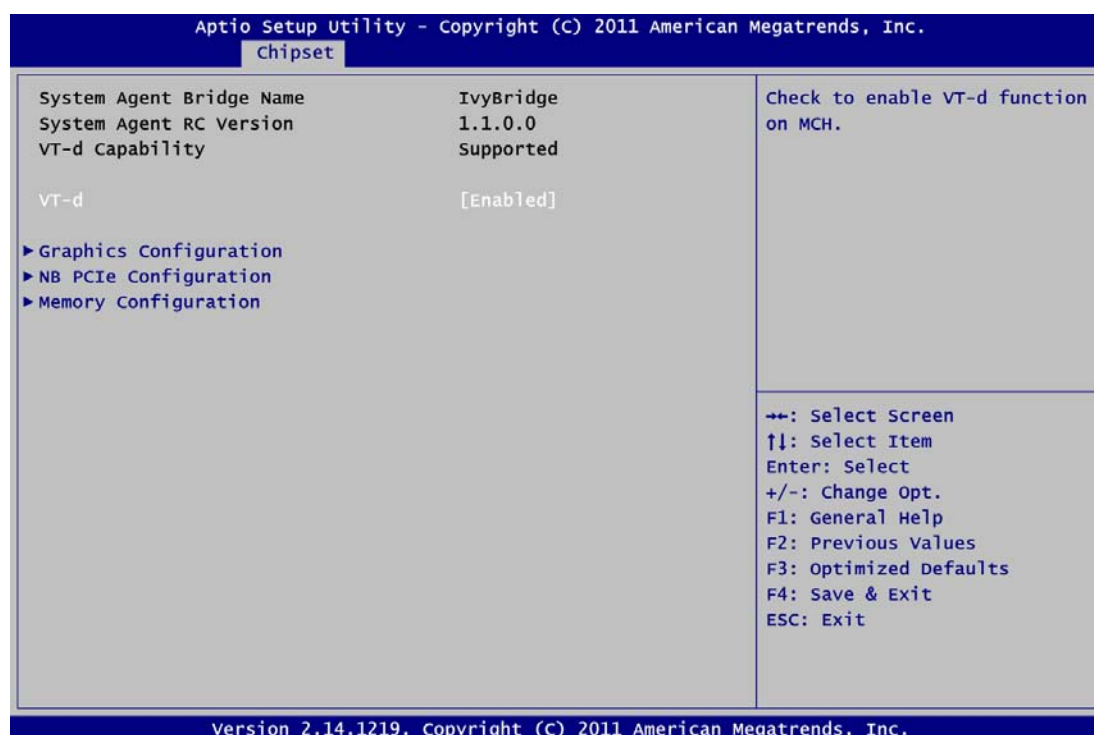 Aptio Setup Utility – Copyright (C) 2011 American Megatrends, Inc.
Chipset
System Agent Bridge Name IvyBridge
System Agent RC Version 1.1.0.0
VT-d Capability Supported
VT-d [Enabled]
►Graphics Configuration
►NB PCIe Configuration
►Memory Configuration
Check to enable VT-d function
on MCH.
→←: Select Screen
↑↓: Select Item
Enter: Select
+/-: Change Opt.
F1: General Help
F2: Previous Values
F3: Optimized Defaults
F4: Save & Exit
ESC: Exit
Version 2.14.1219. Copyright (C) 2011 American Megatrends, Inc.